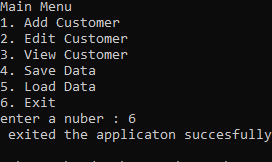 Main Menu
1. Add Customer
2. Edit Customer
3. View Customer
4. Save Data
5. Load Data
6. Exit
enter a nuber : 6
 exited the applicaton succesfully